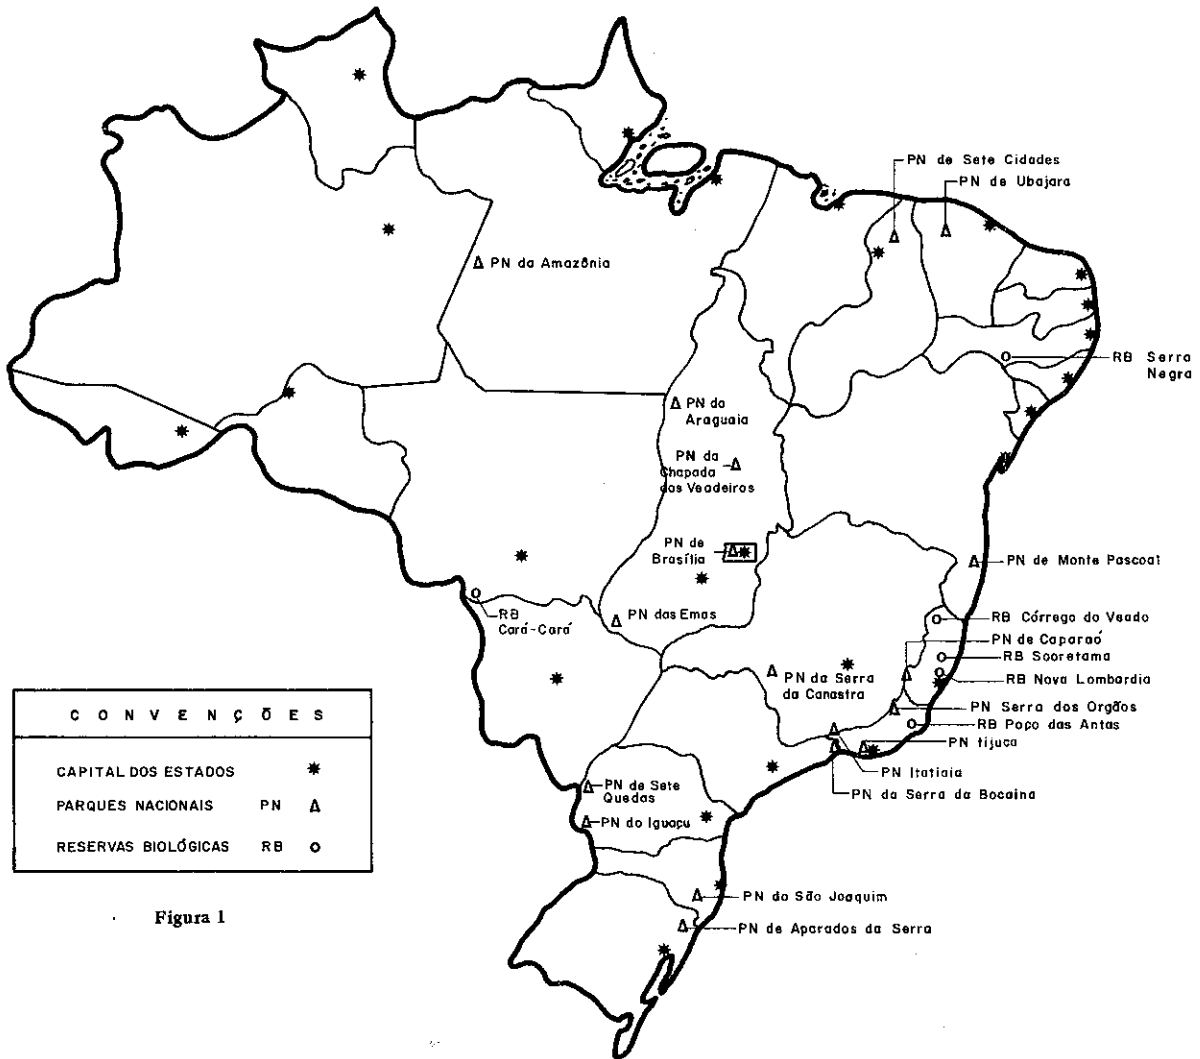 PN de Sete Cidades
PN de Ubajara
PN da Amazônia
RB Serra
Negra
PN do
Araguaia
PN da
Chapada
dos Veadeiros
PN de
Brasília
PN de Monte Pascoal
PN das Emas
RB
Cará-Cará
RB Córrego do Veado
PN de Caparaó
RB Sooretama
RB Nova Lombardia
PN da Serra
da Canastra
PN Serra dos Orgãos
RB Poço das Antas
PN tijuca
PN Itatiaia
PN da Serra da Bocaina
PN de Sete
Quedas
PN do Iguaçu
PN do São Joaquim
PN de Aparados da Serra
CONVENÇÕES
CAPITAL DOS ESTADOS
PARQUES NACIONAIS PN
RESERVAS BIOLÓGICAS RB
Figura 1